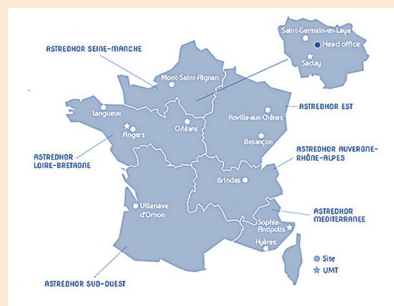 Saint-Germain-en-Laye
Head office
Saclay
ASTREDHOR SEINE-MANCHE
Mont-Saint-Aignan
ASTREDHOR EST
Langueux
Angers
Orléans
Roville-aux-Chênes
Besançon
ASTREDHOR
LOIRE-BRETAGNE
ASTREDHOR AUVERGNE-
RHÔNE-ALPES
Brindas
Villenave
d'Ornon
ASTREDHOR
MEDITERRANEE
Sophia-
Antipolis
Hyères
Site
UMT
ASTREDHOR SUD-OUEST